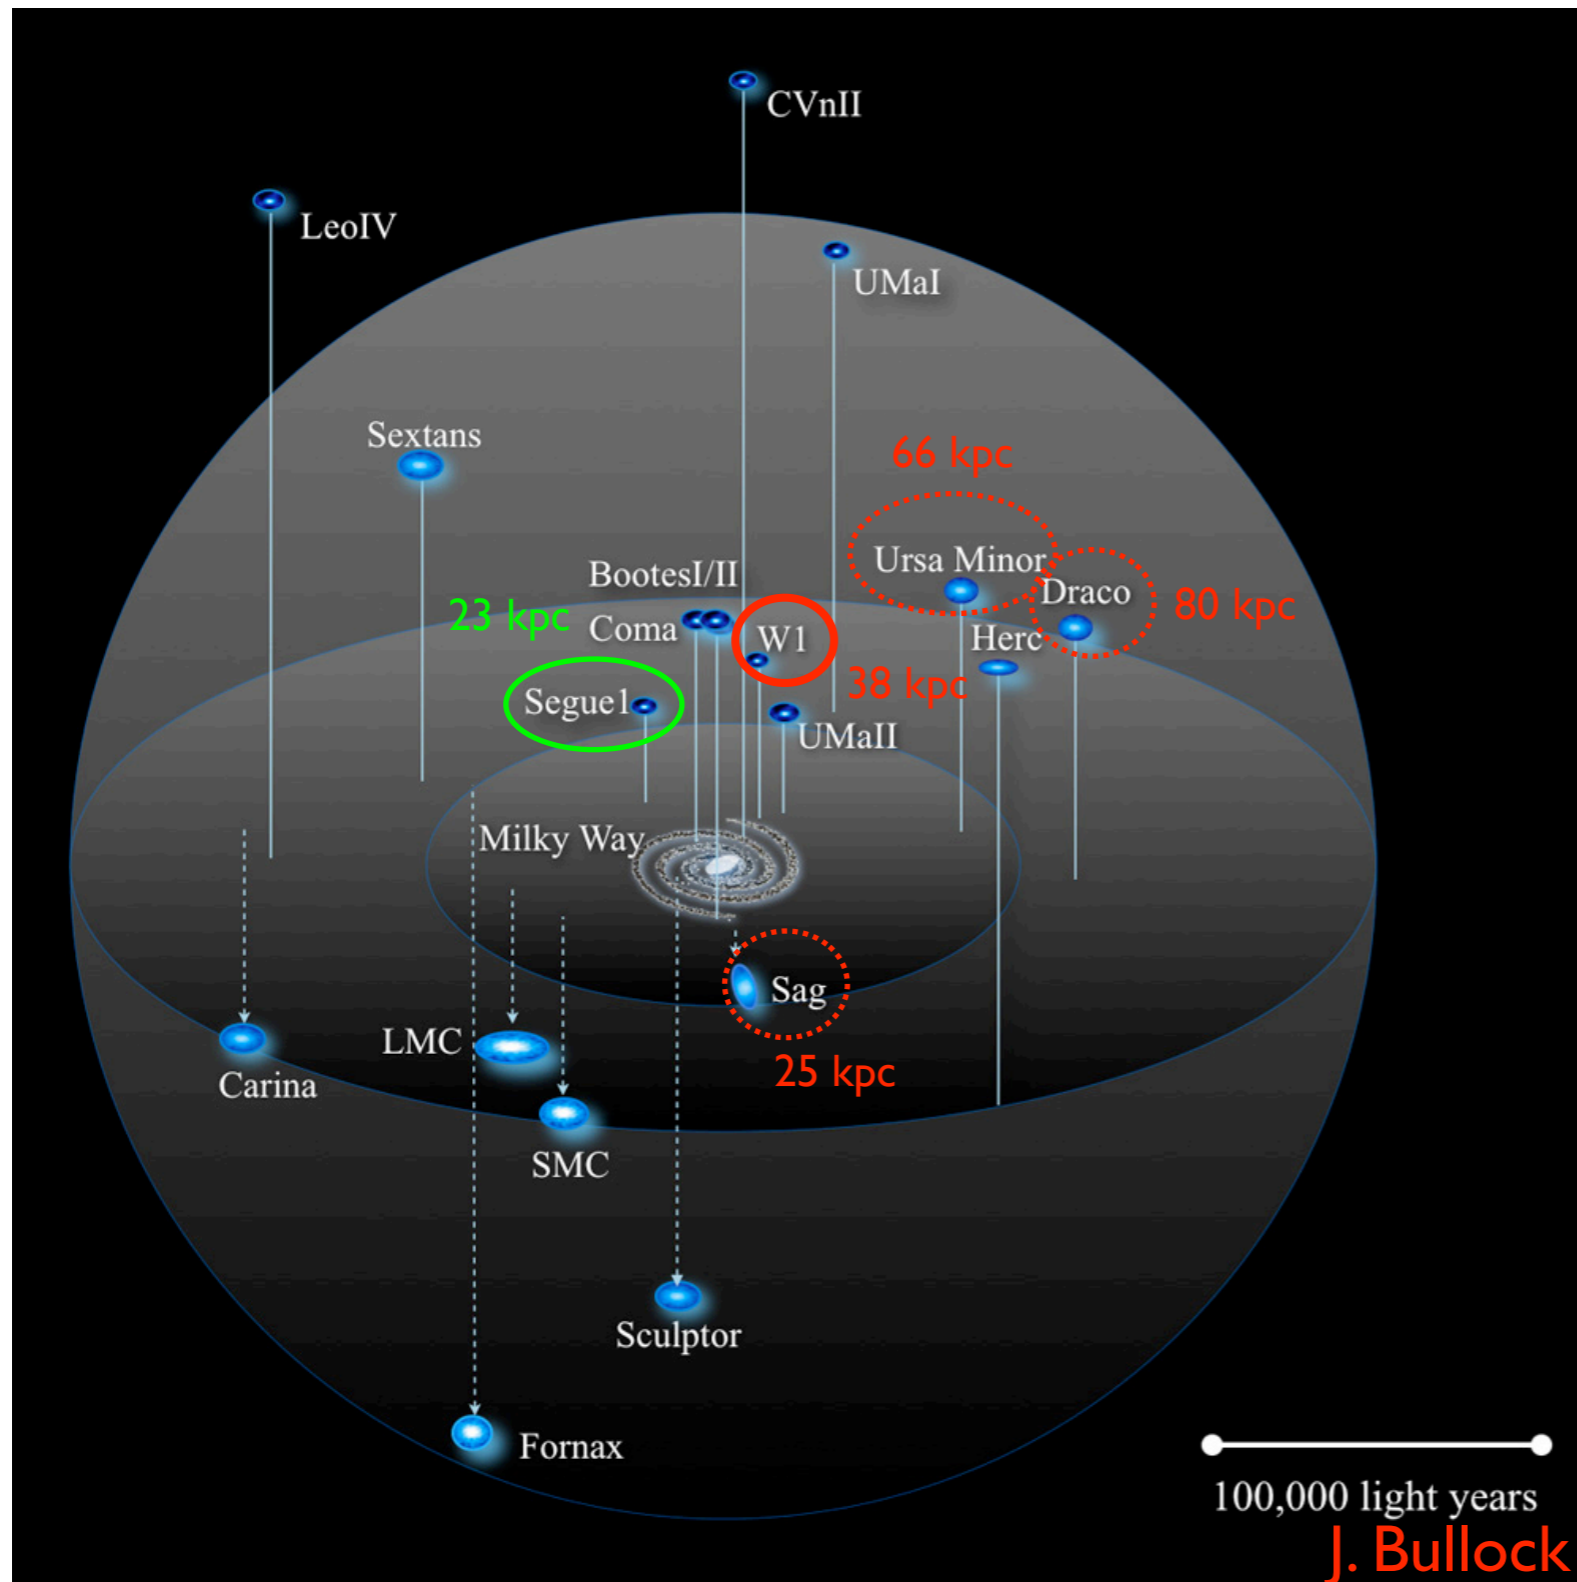 CVnII
LeoIV
UMaI
Sextans
66 kpc
Ursa Minor
BootesI/II
Draco
80 kpc
23 kpc
Coma
W1
Herc
38 kpc
Segue1
UMaII
Milky Way
Sag
LMC
25 kpc
Carina
SMC
Sculptor
Fornax
100,000 light years
J. Bullock